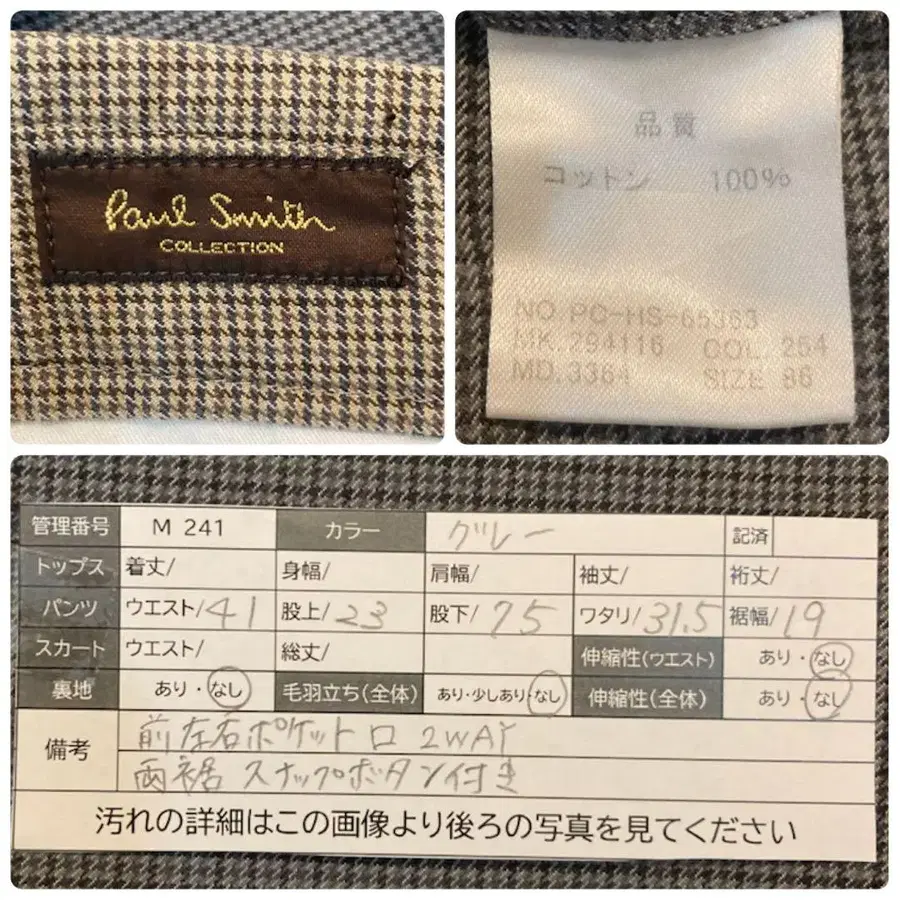 Paul Smith
COLLECTION
品質
コットン 100%
NO.PC-HS-65363
MK.294116 COL.264
MD.3364 SIZE 86
管理番号 M 241 カラー グレー 記済
トップス 着丈/ 身幅/ 肩幅/ 袖丈/ 裄丈/
パンツ ウエスト/41 股上/23 股下/75 ワタリ/31.5 裾幅/19
スカート ウエスト/ 総丈/ 伸縮性(ウエスト) あり・なし
裏地 あり・なし 毛羽立ち(全体) あり・少しあり・なし 伸縮性(全体) あり・なし
備考 前左右ポケット口 2WAY
両裾 スナップボタン付き
汚れの詳細はこの画像より後ろの写真を見てください